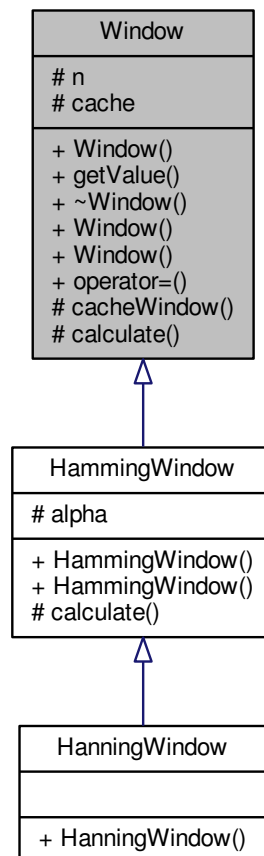 Window
# n
# cache
+ Window()
+ getValue()
+ ~Window()
+ Window()
+ Window()
+ operator=()
# cacheWindow()
# calculate()
HammingWindow
# alpha
+ HammingWindow()
+ HammingWindow()
# calculate()
HanningWindow
+ HanningWindow()